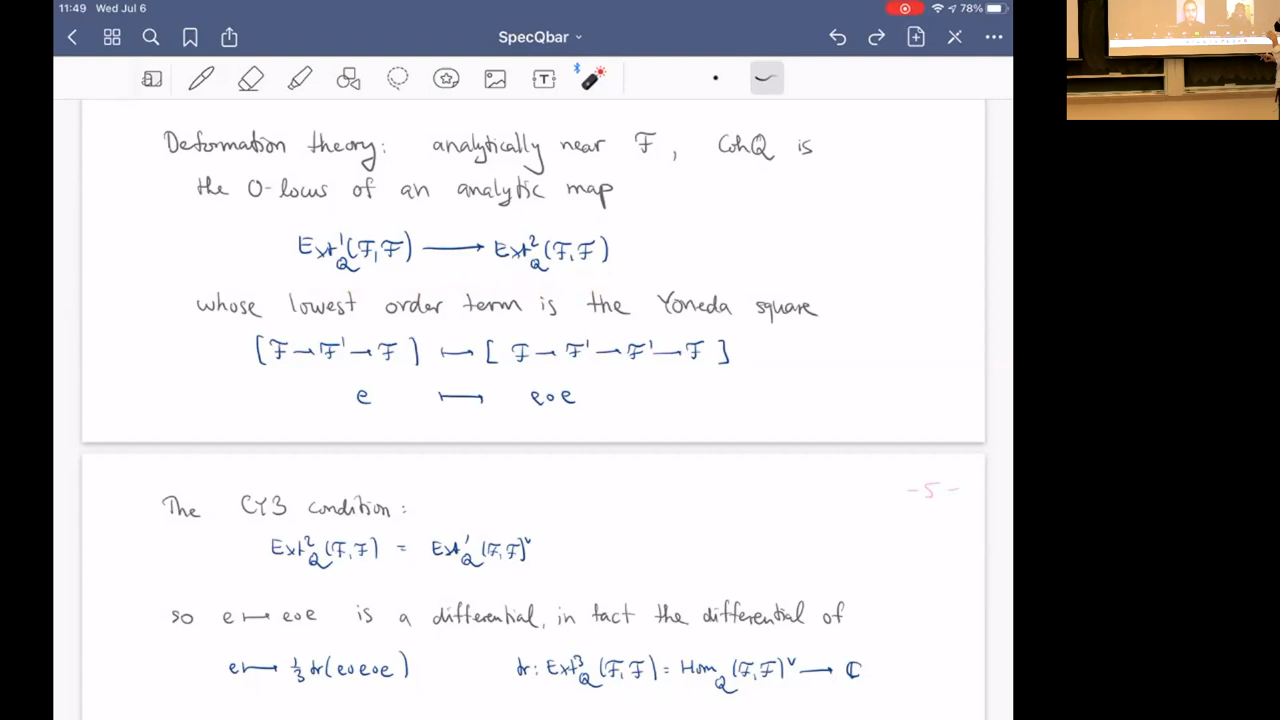 11:49 Wed Jul 6
78%
SpecQbar
Deformation theory: analytically near F, CohQ is
the 0-locus of an analytic map
Ext¹_Q(F,F) ⟶ Ext²_Q(F,F)
whose lowest order term is the Yoneda square
[F → F' → F] ⟼ [F → F' → F' → F]
e ⟼ e∘e
-5-
The CY3 condition:
Ext²_Q(F,F) = Ext¹_Q(F,F)^∨
so e ⟼ e∘e is a differential, in fact the differential of
e ⟼ 1/3 tr(e∘e∘e) tr: Ext³_Q(F,F) = Hom_Q(F,F)^∨ ⟶ ℂ